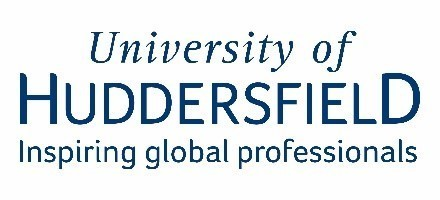 University of
HUDDERSFIELD
Inspiring global professionals